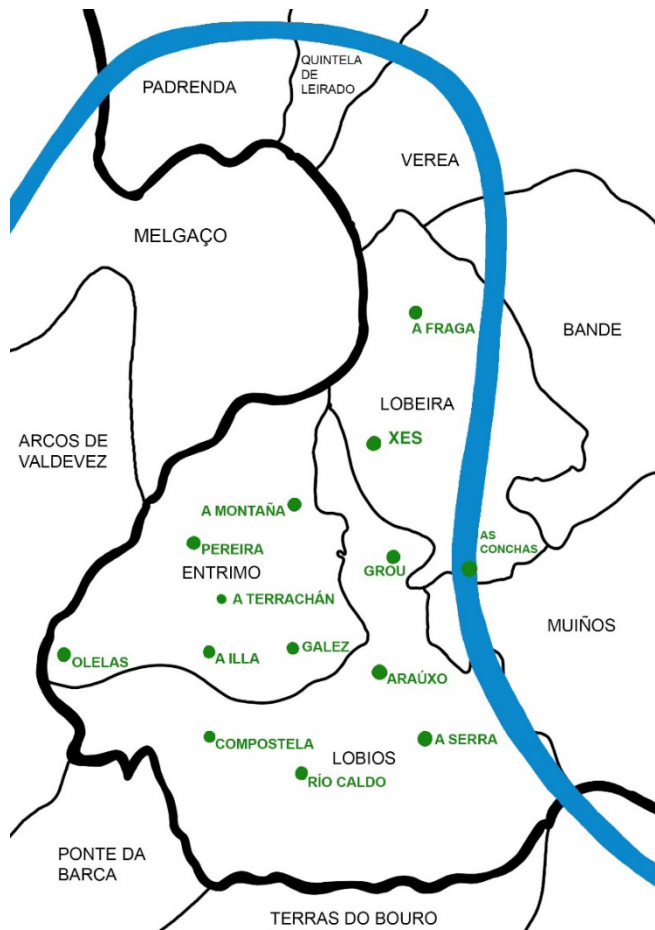 QUINTELA
DE
LEIRADO
PADRENDA
VEREA
MELGAÇO
A FRAGA
BANDE
LOBEIRA
ARCOS DE
VALDEVEZ
XES
A MONTAÑA
AS
CONCHAS
PEREIRA
GROU
ENTRIMO
A TERRACHÁN
MUIÑOS
OLELAS
A ILLA
GALEZ
ARAÚXO
COMPOSTELA
LOBIOS
A SERRA
RÍO CALDO
PONTE DA
BARCA
TERRAS DO BOURO